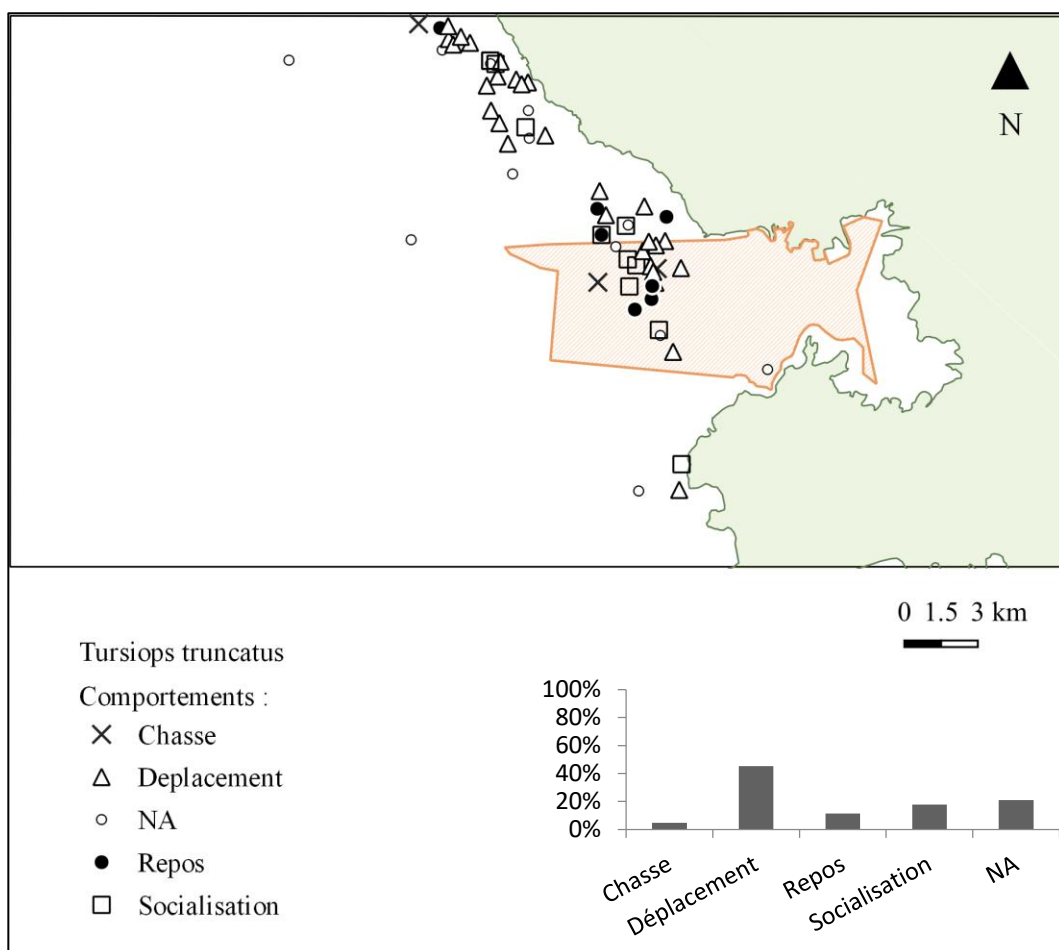 N
0 1.5 3 km
Tursiops truncatus
Comportements :
Chasse
Deplacement
NA
Repos
Socialisation
100%
80%
60%
40%
20%
0%
Chasse
Déplacement
Repos
Socialisation
NA